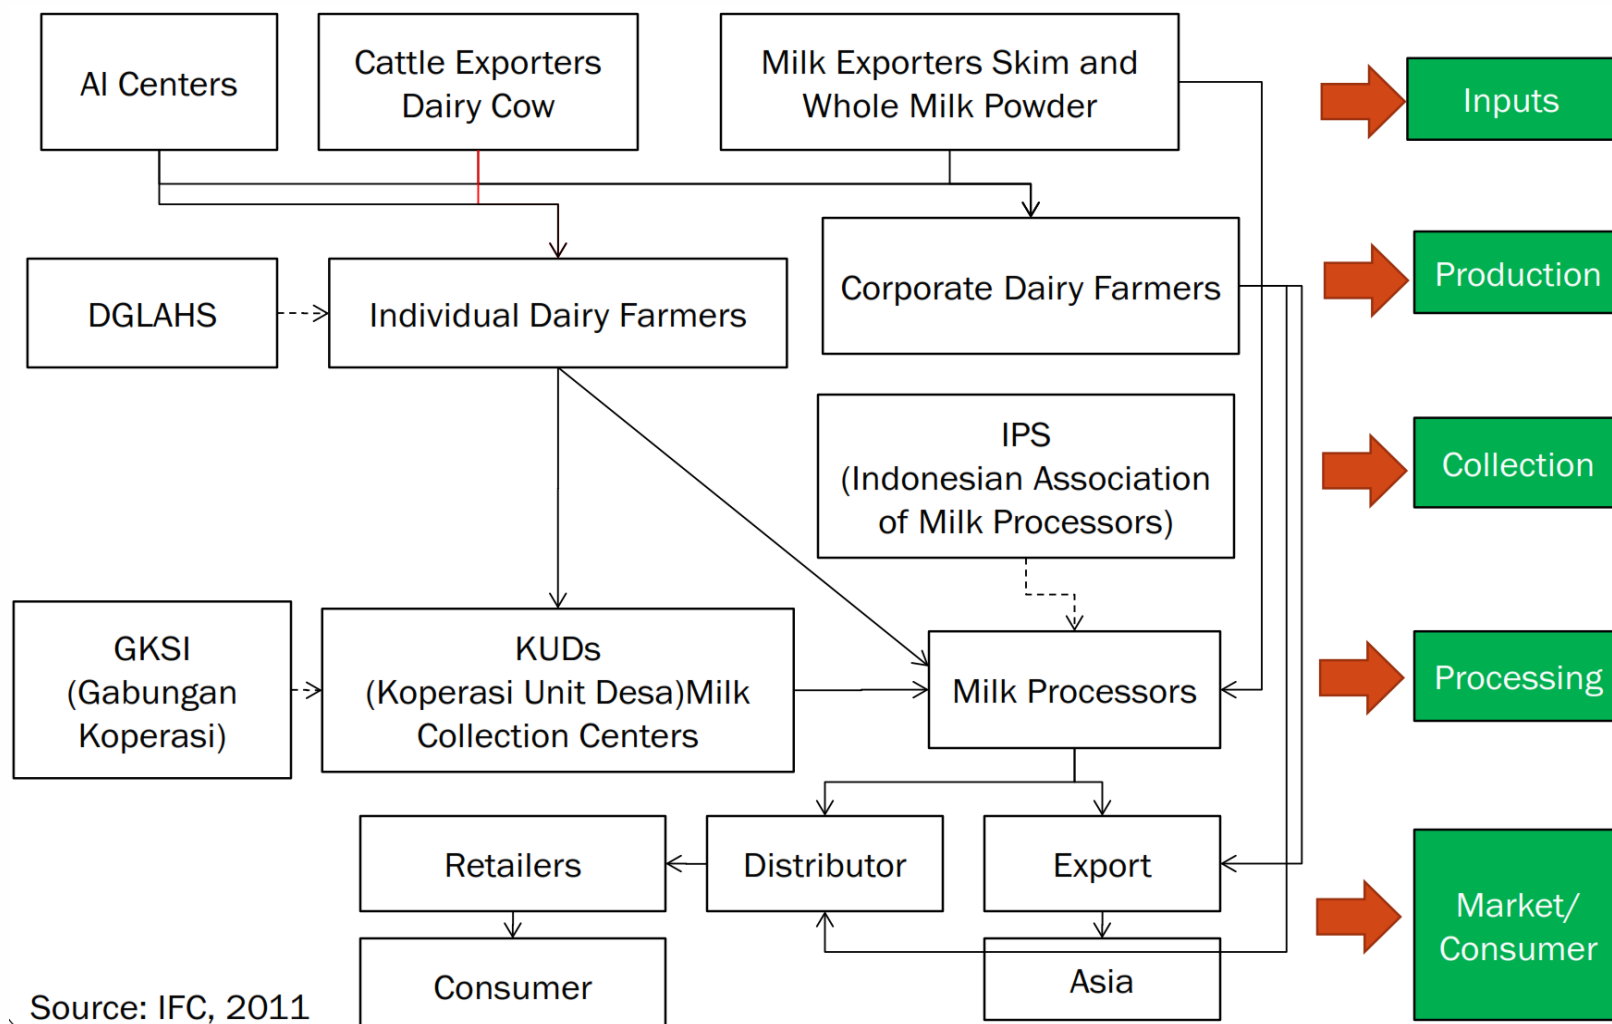 AI Centers
Cattle Exporters
Dairy Cow
Milk Exporters Skim and
Whole Milk Powder
Inputs
DGLAHS
Individual Dairy Farmers
Corporate Dairy Farmers
Production
IPS
(Indonesian Association
of Milk Processors)
Collection
GKSI
(Gabungan
Koperasi)
KUDs
(Koperasi Unit Desa)Milk
Collection Centers
Milk Processors
Processing
Retailers
Distributor
Export
Market/
Consumer
Consumer
Asia
Source: IFC, 2011